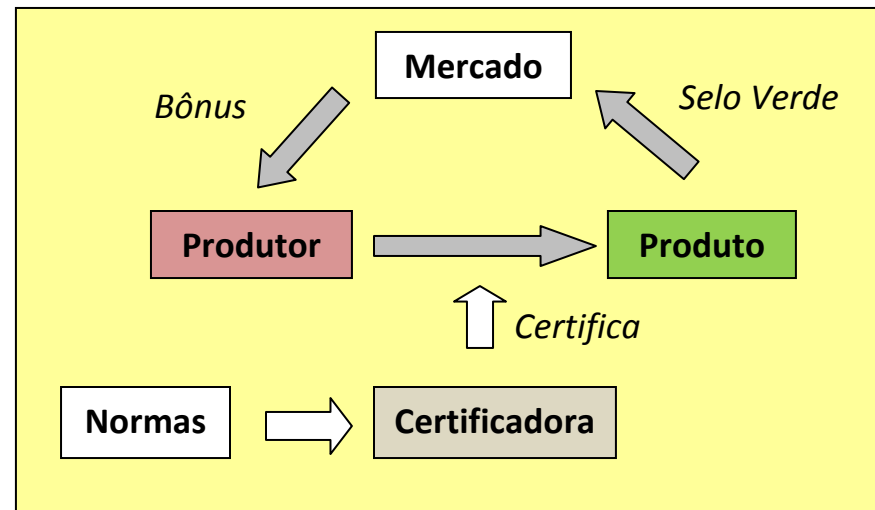 Mercado
Bônus
Selo Verde
Produtor
Produto
Certifica
Normas
Certificadora